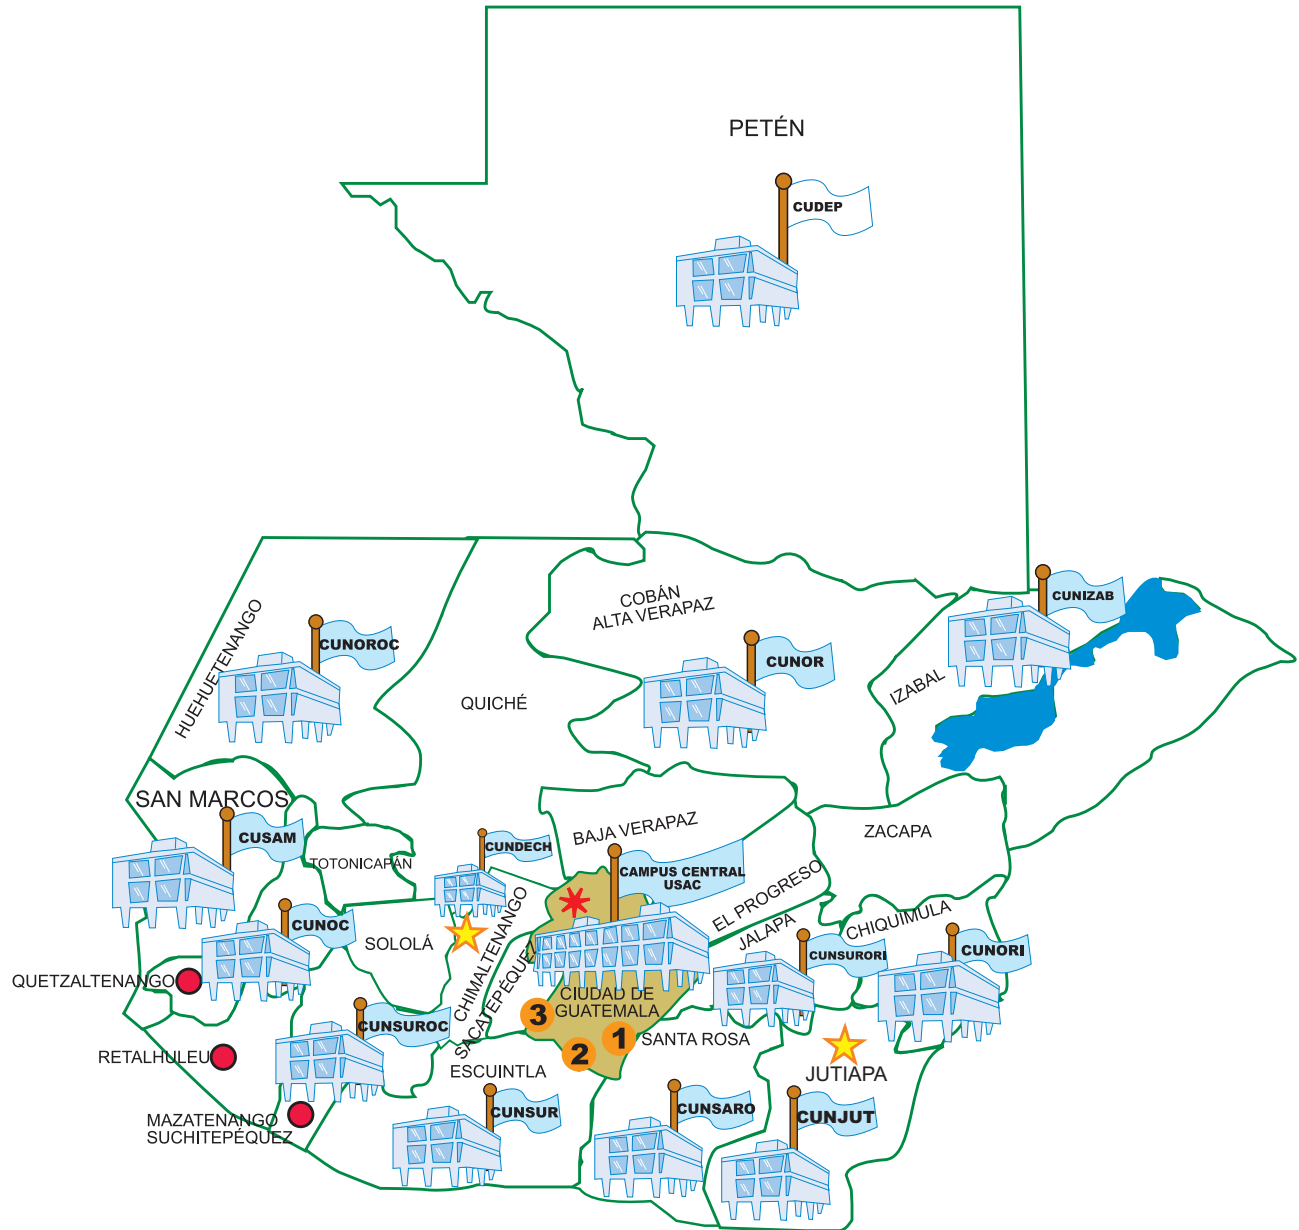 PETÉN
CUDEP
COBÁN
ALTA VERAPAZ
CUNIZAB
HUEHUETENANGO
CUNOROC
CUNOR
IZABAL
QUICHÉ
SAN MARCOS
CUSAM
TOTONICAPÁN
CUNDECH
BAJA VERAPAZ
ZACAPA
CAMPUS CENTRAL
USAC
EL PROGRESO
JALAPA
CHIQUIMULA
CUNOC
SOLOLÁ
CHIMALTENANGO
SACATEPÉQUEZ
CUNSURORI
CUNORI
QUETZALTENANGO
CIUDAD DE
GUATEMALA
3
2
1
CUNSUROC
SANTA ROSA
RETALHULEU
ESCUINTLA
JUTIAPA
MAZATENANGO
SUCHITEPÉQUEZ
CUNSUR
CUNSARO
CUNJUT